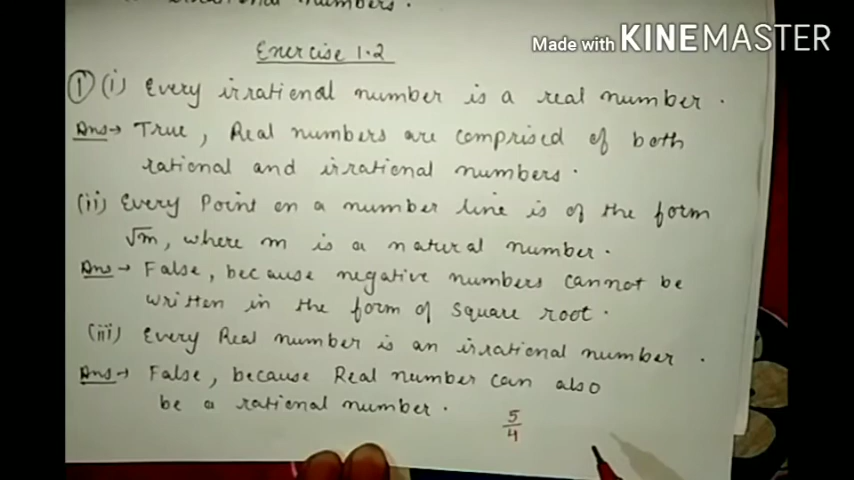 irrational numbers.
Made with KINEMASTER
Exercise 1.2
① (i) Every irrational number is a real number.
Ans→ True, Real numbers are comprised of both
rational and irrational numbers.
(ii) Every Point on a number line is of the form
√m, where m is a natural number.
Ans→ False, because negative numbers cannot be
written in the form of square root.
(iii) Every Real number is an irrational number.
Ans→ False, because Real number can also
be a rational number.
5/4